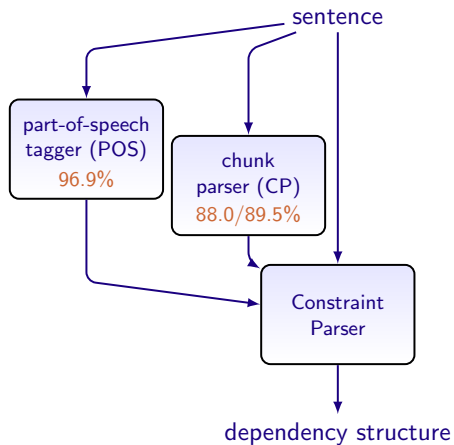 sentence
part-of-speech
tagger (POS)
96.9%
chunk
parser (CP)
88.0/89.5%
Constraint
Parser
dependency structure